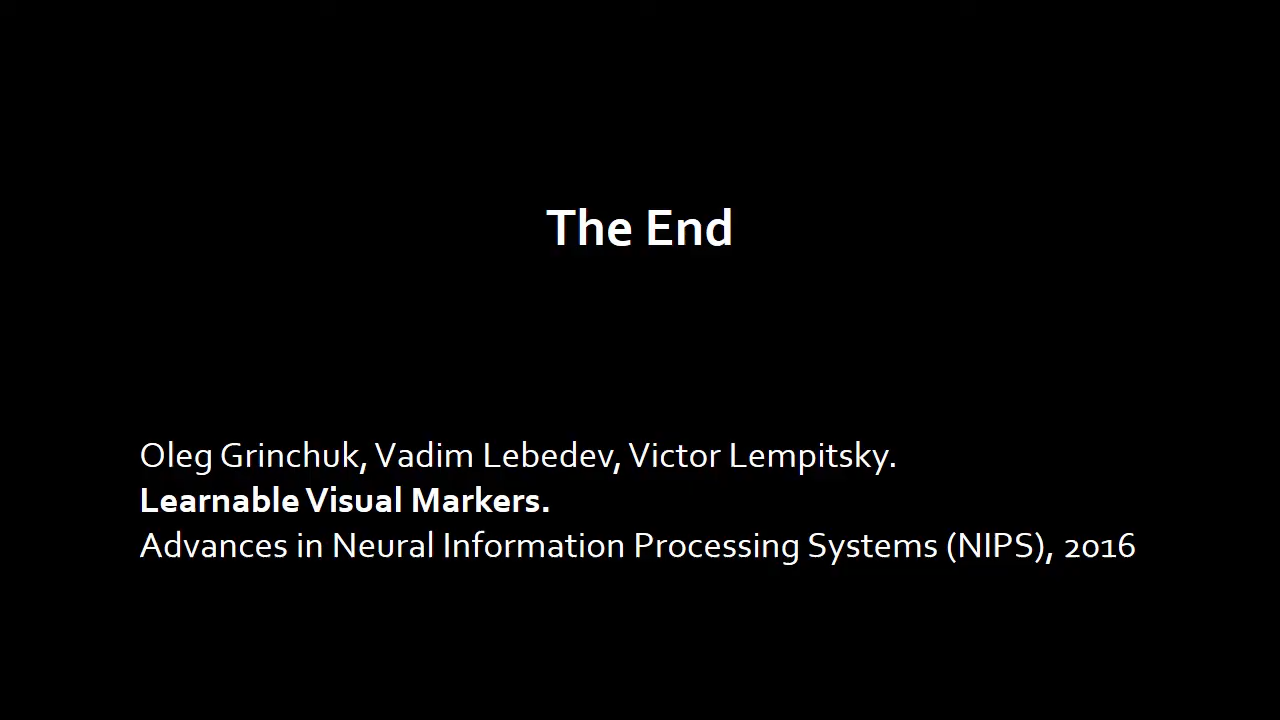 The End
Oleg Grinchuk, Vadim Lebedev, Victor Lempitsky.
Learnable Visual Markers.
Advances in Neural Information Processing Systems (NIPS), 2016